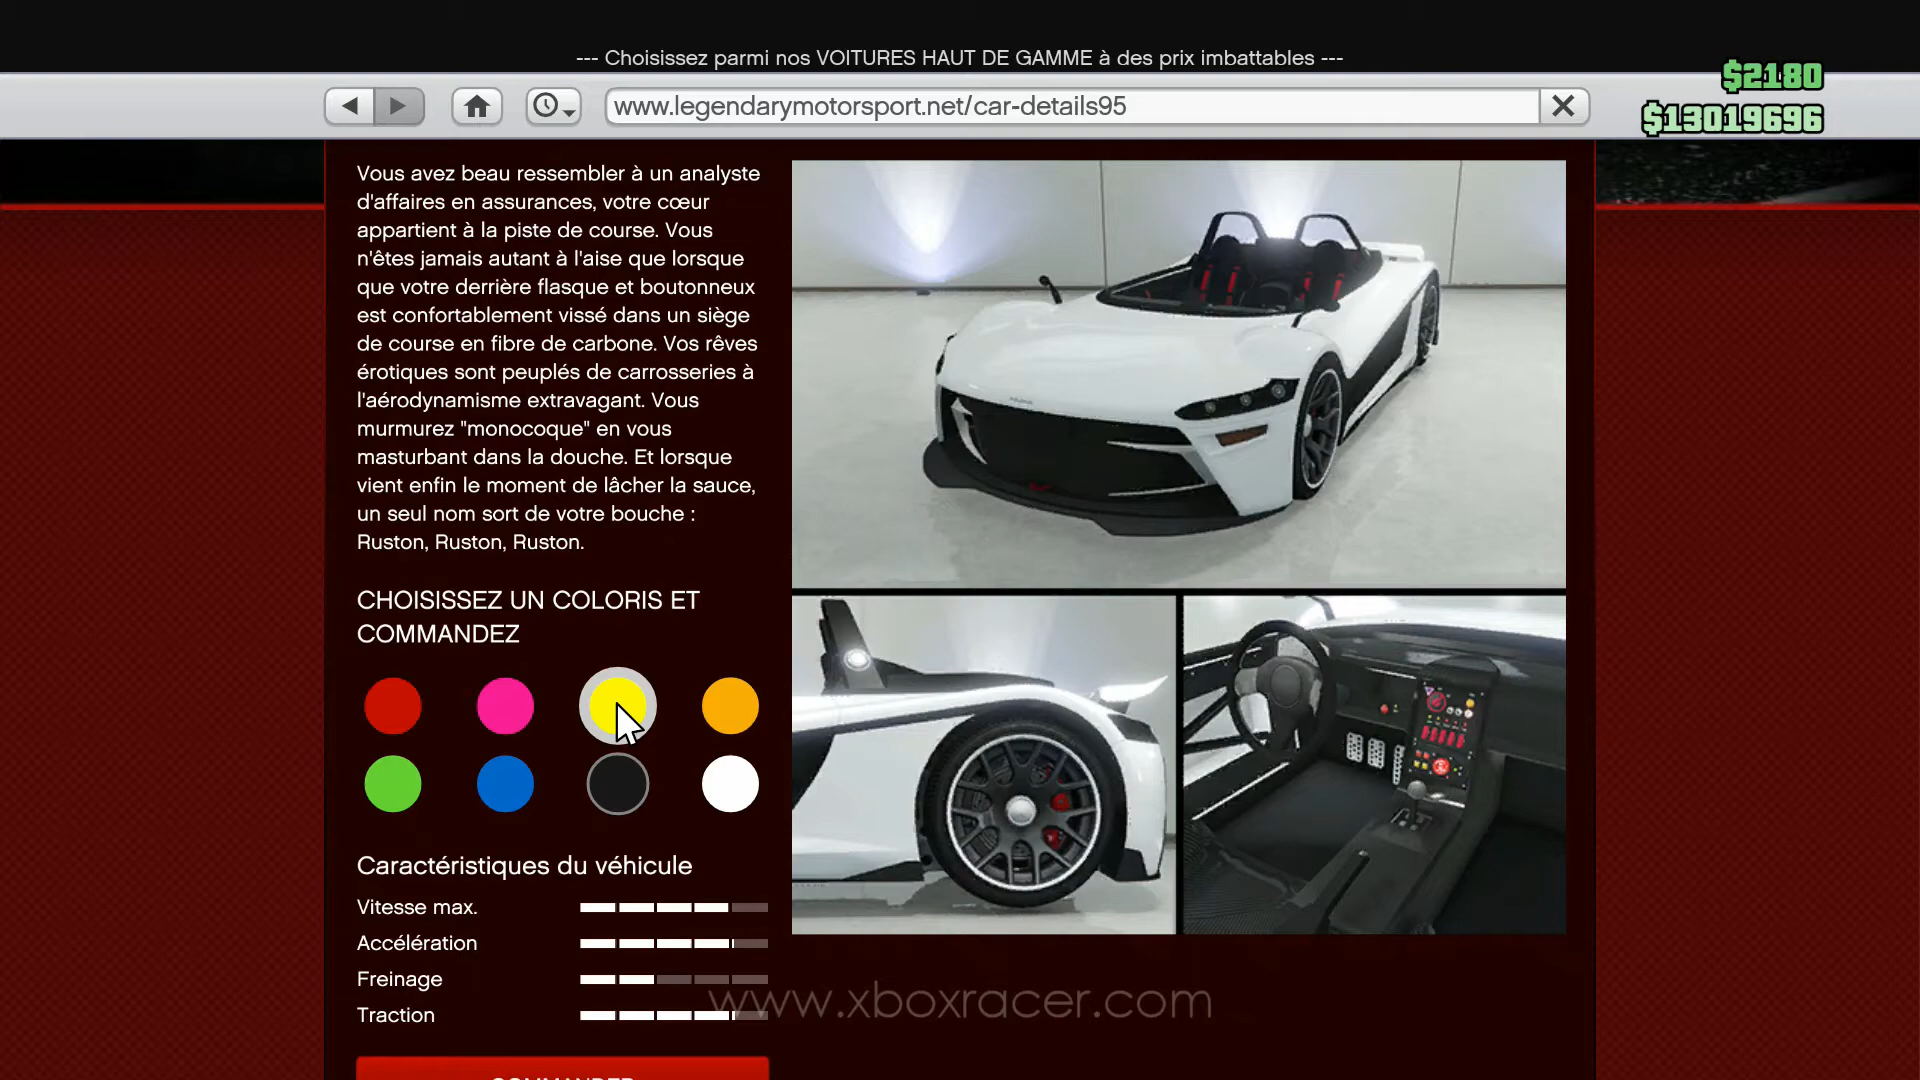 --- Choisissez parmi nos VOITURES HAUT DE GAMME à des prix imbattables ---
$2180
www.legendarymotorsport.net/car-details95
$13019696
Vous avez beau ressembler à un analyste
d'affaires en assurances, votre cœur
appartient à la piste de course. Vous
n'êtes jamais autant à l'aise que lorsque
que votre derrière flasque et boutonneux
est confortablement vissé dans un siège
de course en fibre de carbone. Vos rêves
érotiques sont peuplés de carrosseries à
l'aérodynamisme extravagant. Vous
murmurez "monocoque" en vous
masturbant dans la douche. Et lorsque
vient enfin le moment de lâcher la sauce,
un seul nom sort de votre bouche :
Ruston, Ruston, Ruston.
CHOISISSEZ UN COLORIS ET
COMMANDEZ
Caractéristiques du véhicule
Vitesse max.
Accélération
Freinage
Traction
www.xboxracer.com
COMMANDER